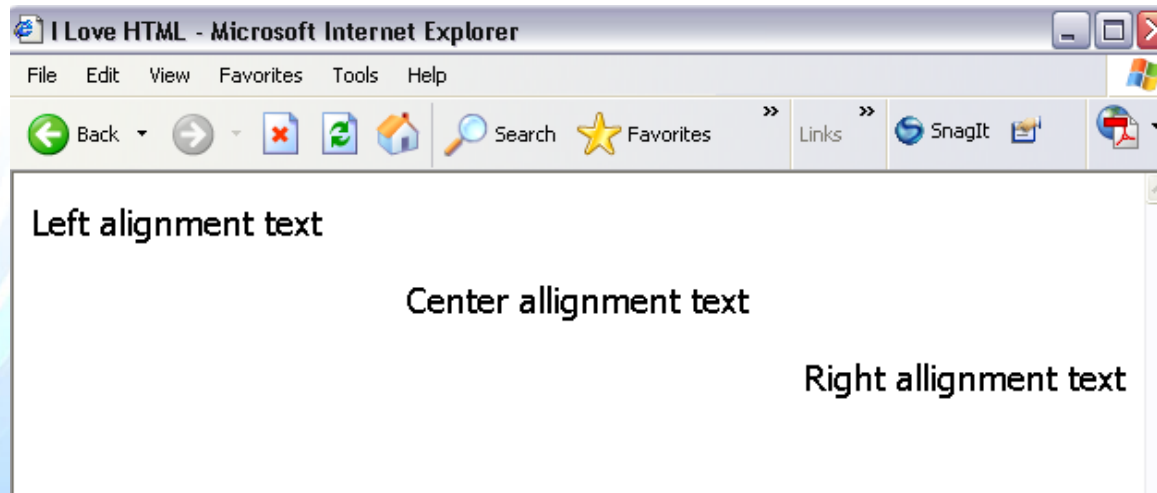 I Love HTML - Microsoft Internet Explorer
File Edit View Favorites Tools Help
Back Search Favorites » Links » SnagIt
Left alignment text
Center allignment text
Right allignment text